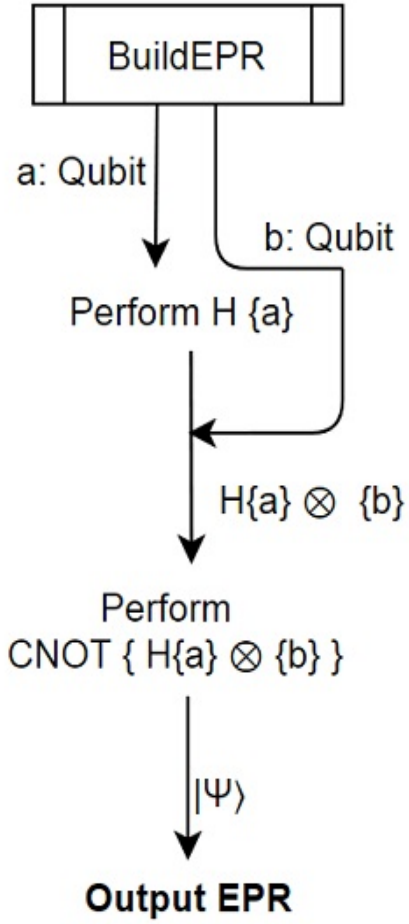 BuildEPR
a: Qubit
b: Qubit
Perform H {a}
H{a} ⊗ {b}
Perform
CNOT { H{a} ⊗ {b} }
|Ψ⟩
Output EPR